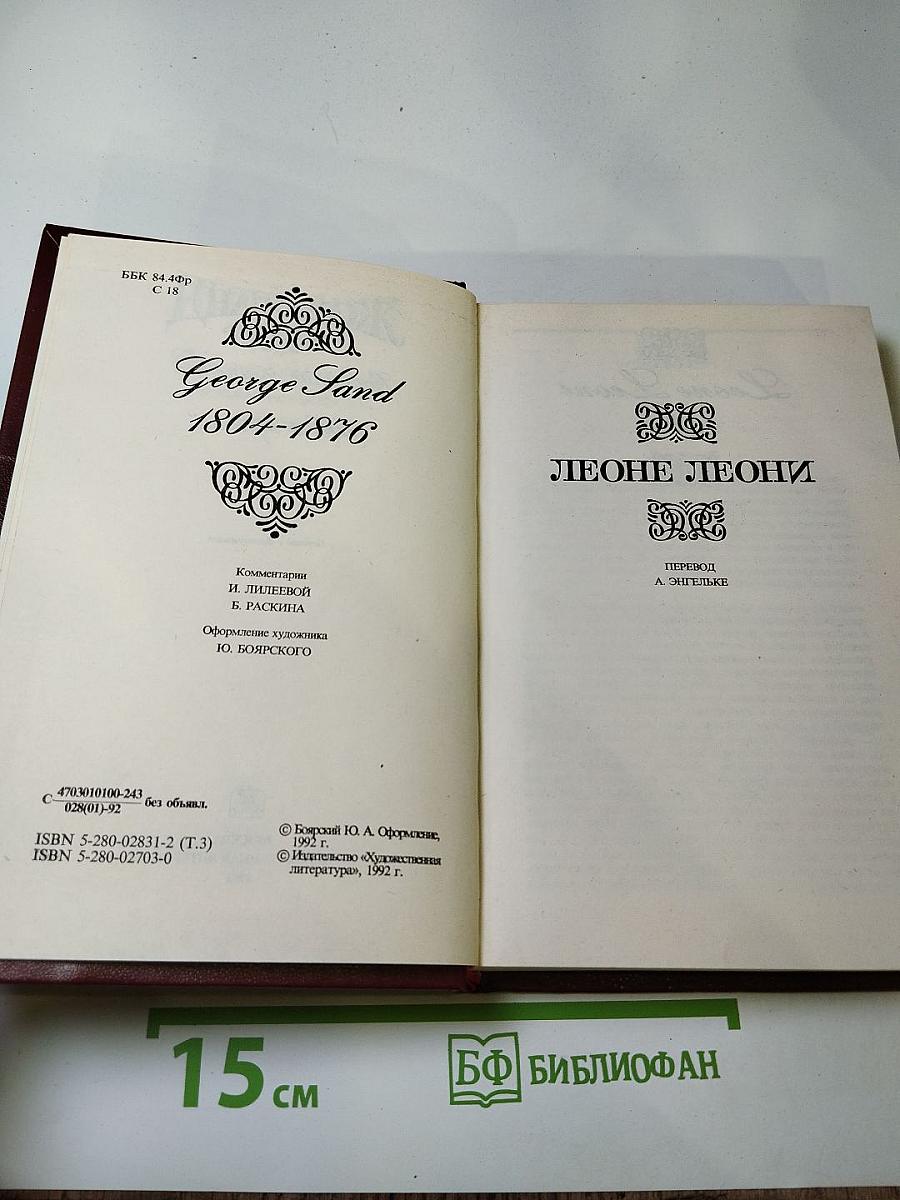 ББК 84.4Фр
С 18
George Sand
1804-1876
Комментарии
И. ЛИЛЕЕВОЙ
Б. РАСКИНА
Оформление художника
Ю. БОЯРСКОГО
С 4703010100-243
028(01)-92
без объявл.
ISBN 5-280-02831-2 (Т.3)
ISBN 5-280-02703-0
© Боярский Ю. А. Оформление,
1992 г.
© Издательство «Художественная
литература», 1992 г.
ЛЕОНЕ ЛЕОНИ
ПЕРЕВОД
А. ЭНГЕЛЬКЕ
15 см
БФ БИБЛИОФАН